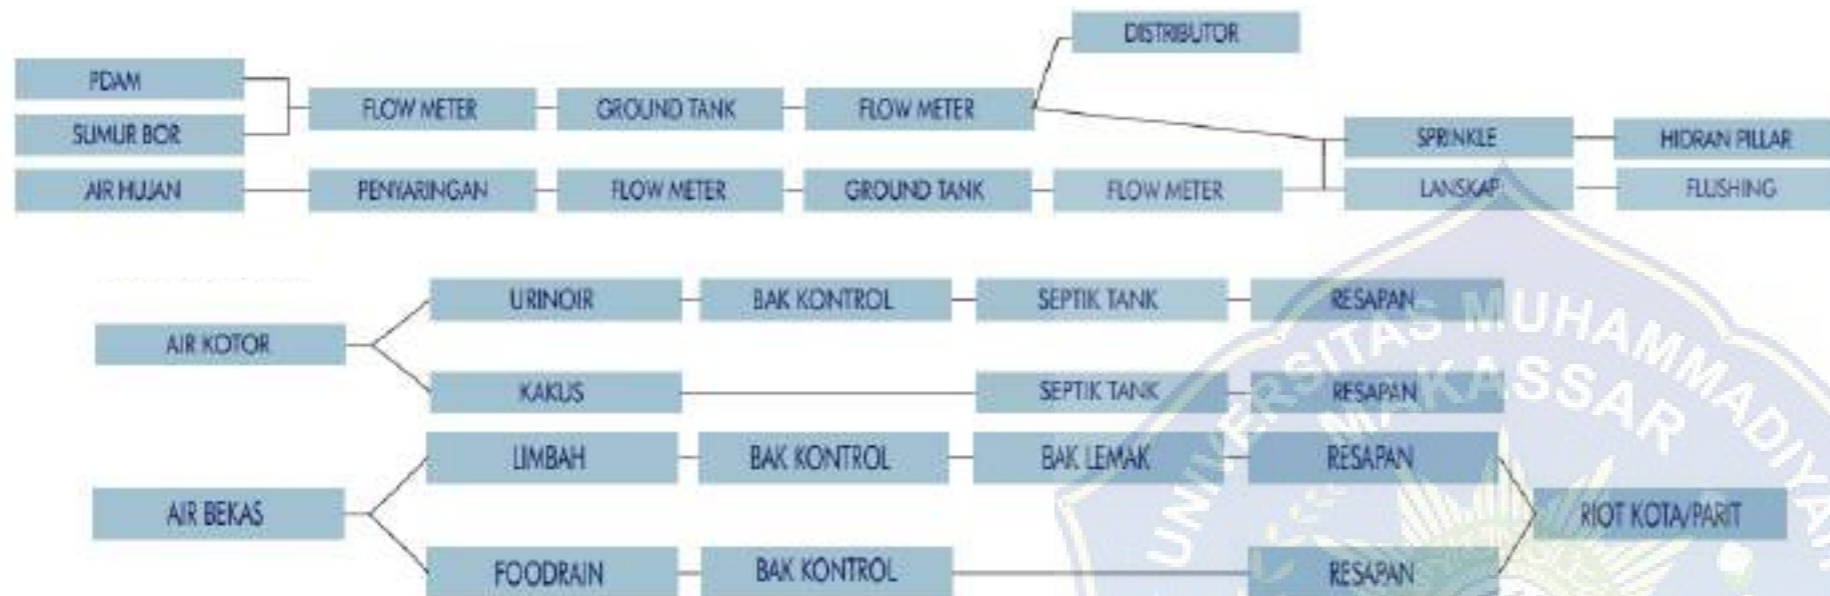 DISTRIBUTOR
PDAM
FLOW METER
GROUND TANK
FLOW METER
SUMUR BOR
SPRINKLE
HIDRAN PILLAR
AIR HUJAN
PENYARINGAN
FLOW METER
GROUND TANK
FLOW METER
LANSKAP
FLUSHING
URINOIR
BAK KONTROL
SEPTIK TANK
RESAPAN
AIR KOTOR
KAKUS
SEPTIK TANK
RESAPAN
LIMBAH
BAK KONTROL
BAK LEMAK
RESAPAN
AIR BEKAS
RIOT KOTA/PARIT
FOODRAIN
BAK KONTROL
RESAPAN
UNIVERSITAS MUHAMMADIYA
MAKASSAR